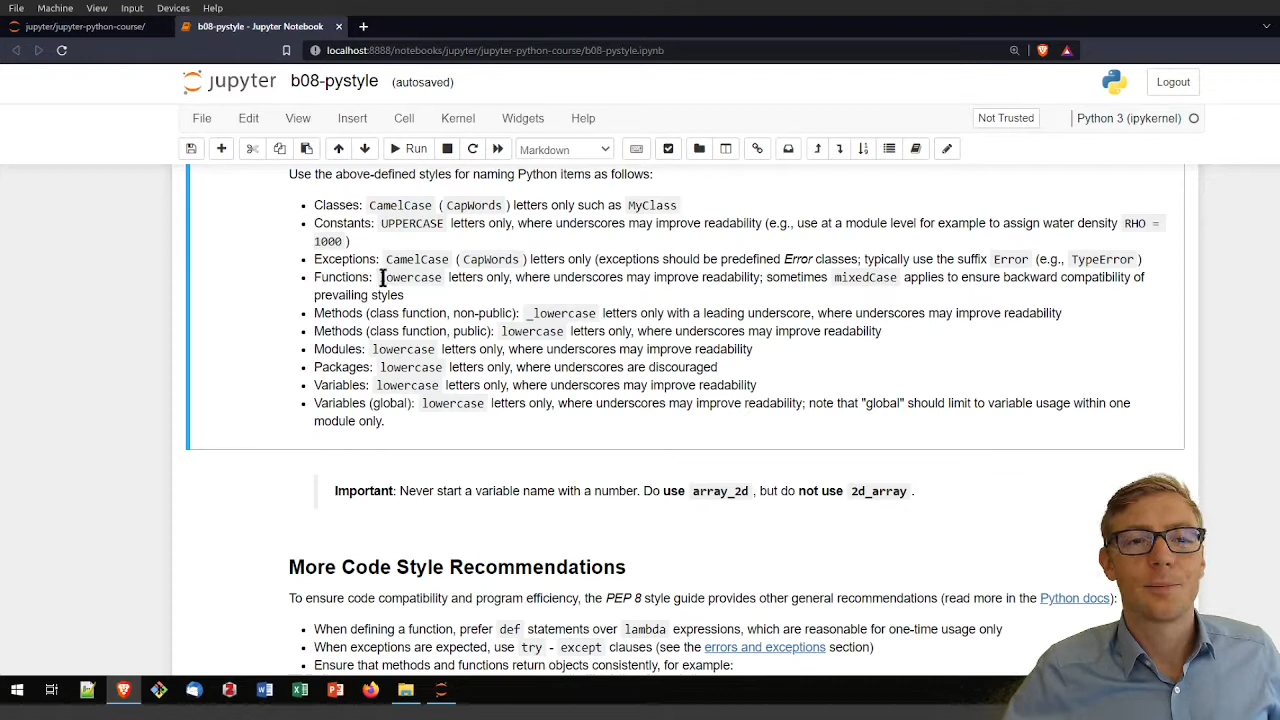 File Machine View Input Devices Help
jupyter/jupyter-python-course/ b08-pystyle - Jupyter Notebook
localhost:8888/notebooks/jupyter/jupyter-python-course/b08-pystyle.ipynb
jupyter b08-pystyle (autosaved) Logout
File Edit View Insert Cell Kernel Widgets Help Not Trusted Python 3 (ipykernel)
Run Markdown
Use the above-defined styles for naming Python items as follows:
Classes: CamelCase (CapWords) letters only such as MyClass
Constants: UPPERCASE letters only, where underscores may improve readability (e.g., use at a module level for example to assign water density RHO =
1000)
Exceptions: CamelCase (CapWords) letters only (exceptions should be predefined Error classes; typically use the suffix Error (e.g., TypeError)
Functions: lowercase letters only, where underscores may improve readability; sometimes mixedCase applies to ensure backward compatibility of
prevailing styles
Methods (class function, non-public): _lowercase letters only with a leading underscore, where underscores may improve readability
Methods (class function, public): lowercase letters only, where underscores may improve readability
Modules: lowercase letters only, where underscores may improve readability
Packages: lowercase letters only, where underscores are discouraged
Variables: lowercase letters only, where underscores may improve readability
Variables (global): lowercase letters only, where underscores may improve readability; note that "global" should limit to variable usage within one
module only.
Important: Never start a variable name with a number. Do use array_2d, but do not use 2d_array.
More Code Style Recommendations
To ensure code compatibility and program efficiency, the PEP 8 style guide provides other general recommendations (read more in the Python docs):
When defining a function, prefer def statements over lambda expressions, which are reasonable for one-time usage only
When exceptions are expected, use try - except clauses (see the errors and exceptions section)
Ensure that methods and functions return objects consistently, for example: